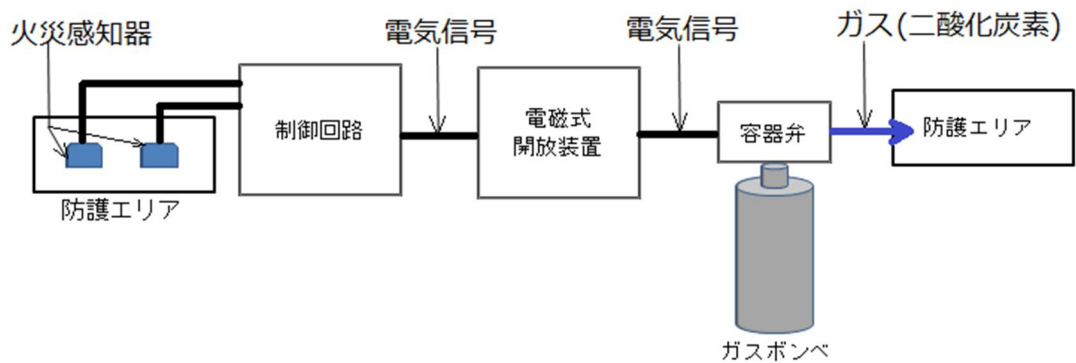 火災感知器
電気信号
電気信号
ガス(二酸化炭素)
制御回路
電磁式
開放装置
容器弁
防護エリア
防護エリア
ガスボンベ